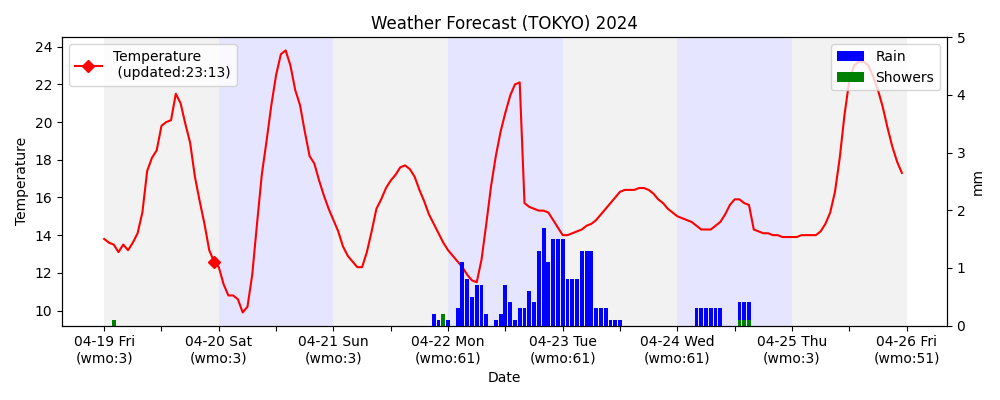 Weather Forecast (TOKYO) 2024
Temperature
(updated:23:13)
Rain
Showers
24
22
20
18
16
14
12
10
Temperature
5
4
3
2
1
0
mm
04-19 Fri
(wmo:3)
04-20 Sat
(wmo:3)
04-21 Sun
(wmo:3)
04-22 Mon
(wmo:61)
04-23 Tue
(wmo:61)
04-24 Wed
(wmo:61)
04-25 Thu
(wmo:3)
04-26 Fri
(wmo:51)
Date